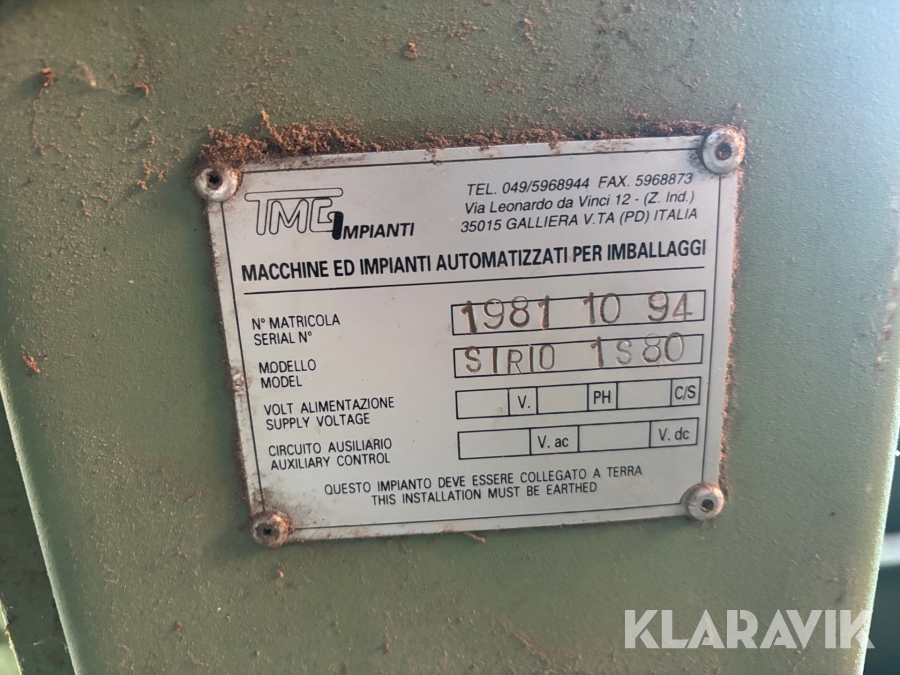 TMG IMPIANTI
TEL. 049/5968944 FAX. 5968873
Via Leonardo da Vinci 12 - (Z. Ind.)
35015 GALLIERA V.TA (PD) ITALIA
MACCHINE ED IMPIANTI AUTOMATIZZATI PER IMBALLAGGI
N° MATRICOLA
SERIAL N°
1981 10 94
MODELLO
MODEL
SIRIO 1S80
VOLT ALIMENTAZIONE
SUPPLY VOLTAGE
V. PH C/S
CIRCUITO AUSILIARIO
AUXILIARY CONTROL
V. ac V. dc
QUESTO IMPIANTO DEVE ESSERE COLLEGATO A TERRA
THIS INSTALLATION MUST BE EARTHED
KLARAVIK